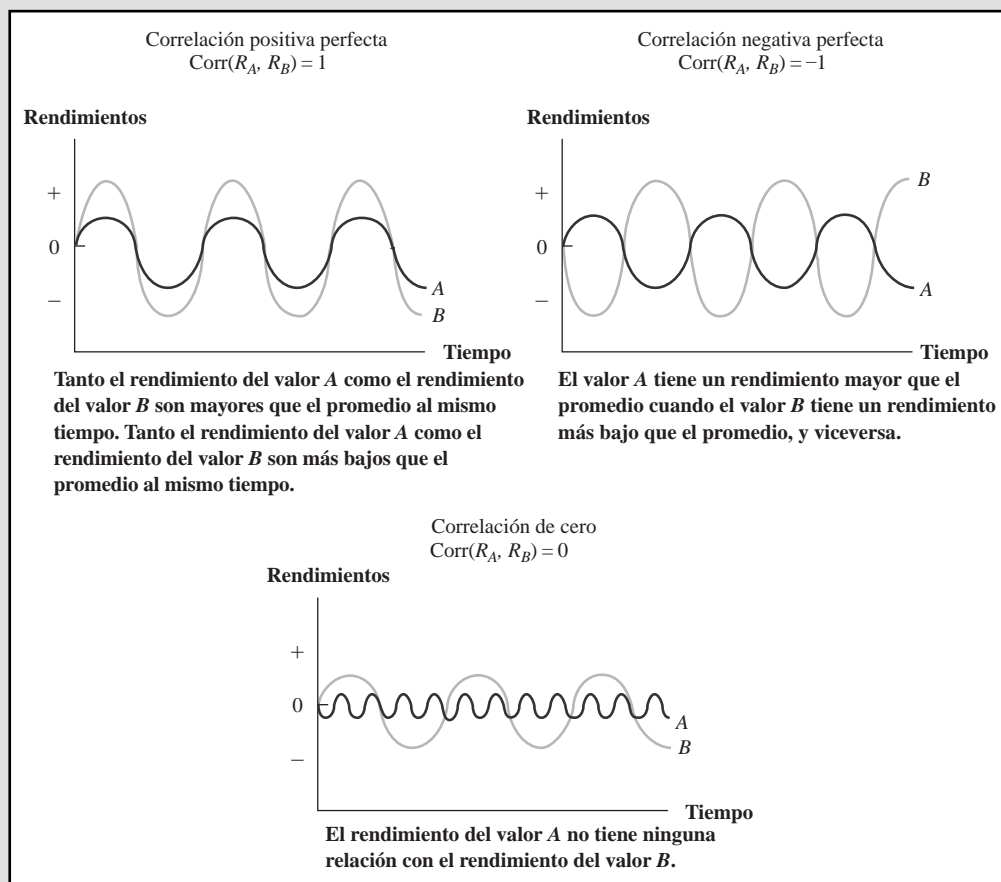 Correlación positiva perfecta
Corr(R_A, R_B) = 1
Rendimientos
+
0
−
A
B
Tiempo
Tanto el rendimiento del valor A como el rendimiento
del valor B son mayores que el promedio al mismo
tiempo. Tanto el rendimiento del valor A como el
rendimiento del valor B son más bajos que el
promedio al mismo tiempo.
Correlación negativa perfecta
Corr(R_A, R_B) = −1
Rendimientos
+
0
−
B
A
Tiempo
El valor A tiene un rendimiento mayor que el
promedio cuando el valor B tiene un rendimiento
más bajo que el promedio, y viceversa.
Correlación de cero
Corr(R_A, R_B) = 0
Rendimientos
+
0
−
A
B
Tiempo
El rendimiento del valor A no tiene ninguna
relación con el rendimiento del valor B.